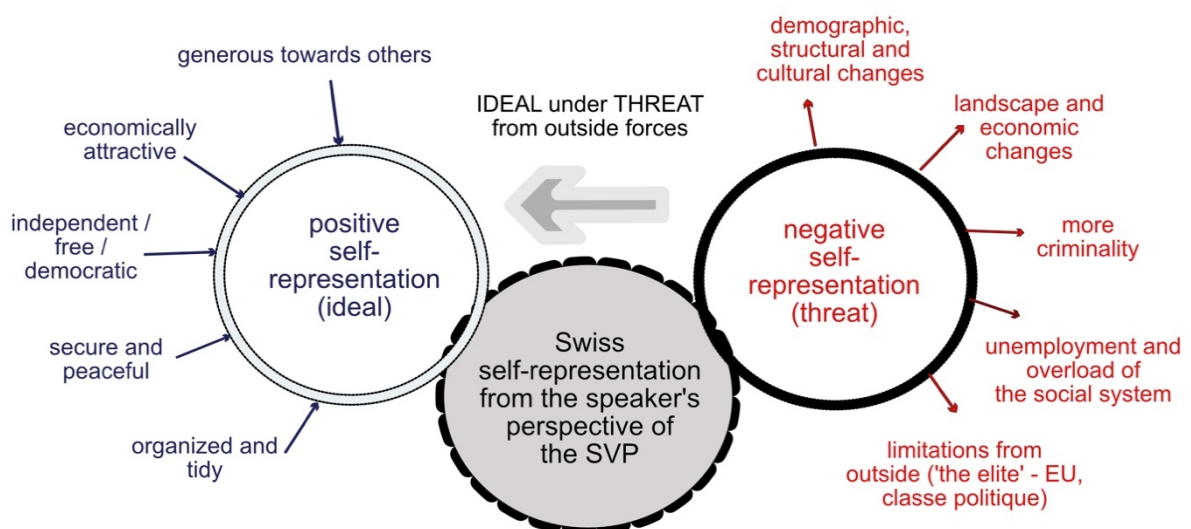 generous towards others
economically
attractive
independent /
free /
democratic
secure and
peaceful
organized and
tidy
positive
self-
representation
(ideal)
IDEAL under THREAT
from outside forces
Swiss
self-representation
from the speaker's
perspective of
the SVP
negative
self-
representation
(threat)
demographic,
structural and
cultural changes
landscape and
economic
changes
more
criminality
unemployment and
overload of
the social system
limitations from
outside ('the elite' - EU,
classe politique)